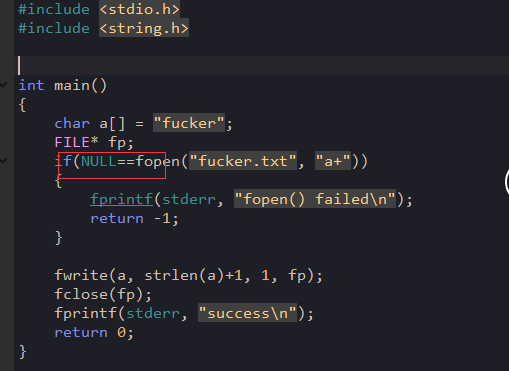 #include <stdio.h>
#include <string.h>
int main()
{
    char a[] = "fucker";
    FILE* fp;
    if(NULL==fopen("fucker.txt", "a+"))
    {
        fprintf(stderr, "fopen() failed\n");
        return -1;
    }
    fwrite(a, strlen(a)+1, 1, fp);
    fclose(fp);
    fprintf(stderr, "success\n");
    return 0;
}